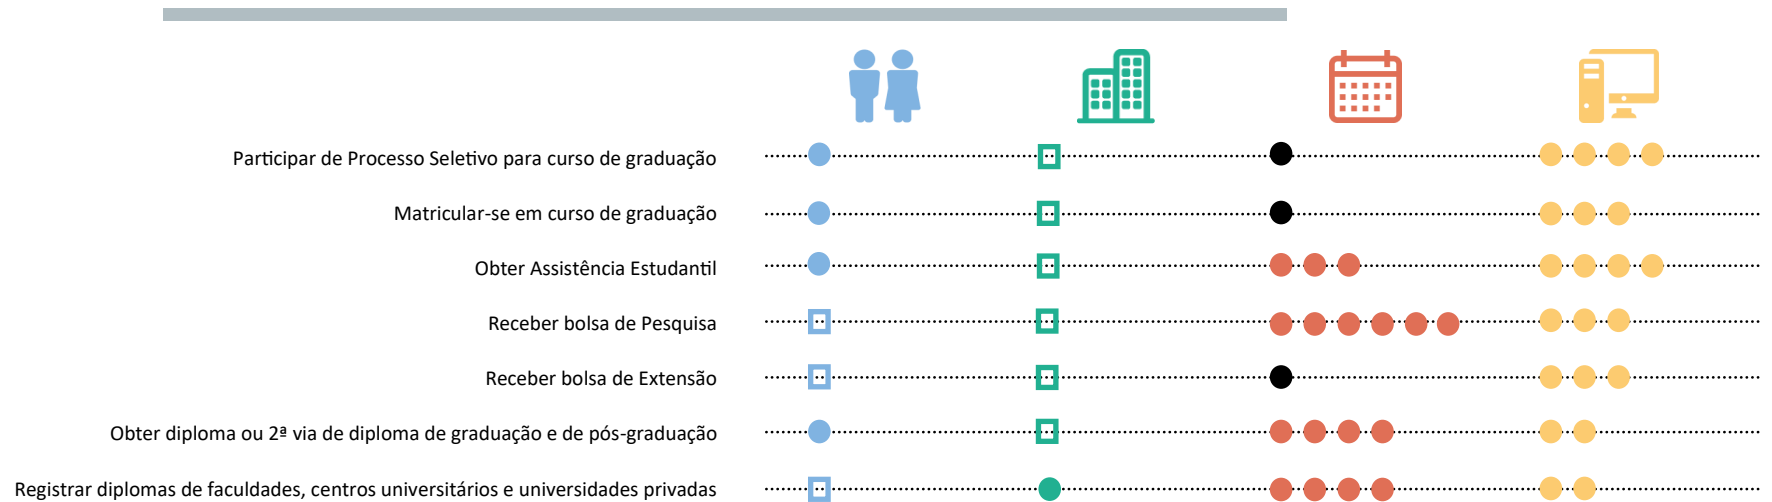 Participar de Processo Seletivo para curso de graduação
Matricular-se em curso de graduação
Obter Assistência Estudantil
Receber bolsa de Pesquisa
Receber bolsa de Extensão
Obter diploma ou 2ª via de diploma de graduação e de pós-graduação
Registrar diplomas de faculdades, centros universitários e universidades privadas